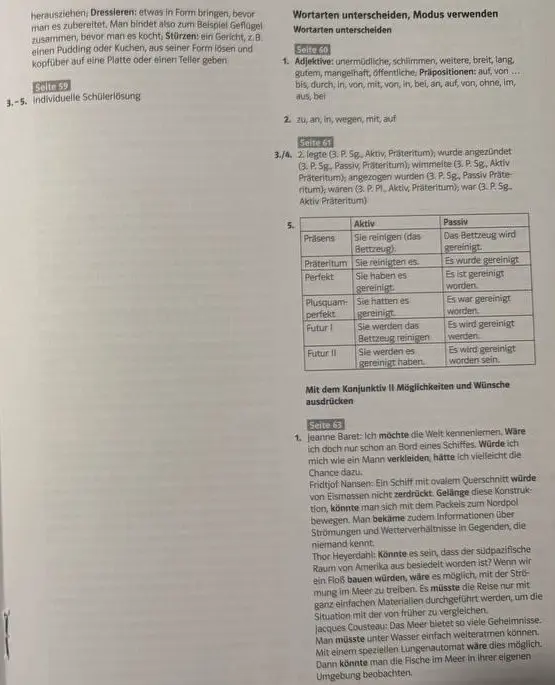 herausziehen; Dressieren: etwas in Form bringen, bevor
man es zubereitet. Man bindet also zum Beispiel Geflügel
zusammen, bevor man es kocht; Stürzen: ein Gericht, z. B.
einen Pudding oder Kuchen, aus seiner Form lösen und
kopfüber auf eine Platte oder einen Teller geben
Seite 59
3.–5. individuelle Schülerlösung
Wortarten unterscheiden, Modus verwenden
Wortarten unterscheiden
Seite 60
1. Adjektive: unermüdliche, schlimmen, weitere, breit, lang,
gutem, mangelhaft, öffentliche; Präpositionen: auf, von ...
bis, durch, in, von, mit, von, in, bei, an, auf, von, ohne, im,
aus, bei
2. zu, an, in, wegen, mit, auf
Seite 61
3./4. 2. legte (3. P. Sg., Aktiv, Präteritum); wurde angezündet
(3. P. Sg., Passiv, Präteritum); wimmelte (3. P. Sg., Aktiv
Präteritum); angezogen wurden (3. P. Sg., Passiv Präte-
ritum); waren (3. P. Pl., Aktiv, Präteritum); war (3. P. Sg.,
Aktiv Präteritum)
5. Aktiv Passiv
Präsens Sie reinigen (das Das Bettzeug wird
Bettzeug). gereinigt.
Präteritum Sie reinigten es. Es wurde gereinigt
Perfekt Sie haben es Es ist gereinigt
gereinigt. worden.
Plusquam- Sie hatten es Es war gereinigt
perfekt gereinigt. worden.
Futur I Sie werden das Es wird gereinigt
Bettzeug reinigen werden.
Futur II Sie werden es Es wird gereinigt
gereinigt haben. worden sein.
Mit dem Konjunktiv II Möglichkeiten und Wünsche
ausdrücken
Seite 63
1. Jeanne Baret: Ich möchte die Welt kennenlernen. Wäre
ich doch nur schon an Bord eines Schiffes. Würde ich
mich wie ein Mann verkleiden, hätte ich vielleicht die
Chance dazu.
Fridtjof Nansen: Ein Schiff mit ovalem Querschnitt würde
von Eismassen nicht zerdrückt. Gelänge diese Konstruk-
tion, könnte man sich mit dem Packeis zum Nordpol
bewegen. Man bekäme zudem Informationen über
Strömungen und Wetterverhältnisse in Gegenden, die
niemand kennt.
Thor Heyerdahl: Könnte es sein, dass der südpazifische
Raum von Amerika aus besiedelt worden ist? Wenn wir
ein Floß bauen würden, wäre es möglich, mit der Strö-
mung im Meer zu treiben. Es müsste die Reise nur mit
ganz einfachen Materialien durchgeführt werden, um die
Situation mit der von früher zu vergleichen.
Jacques Cousteau: Das Meer bietet so viele Geheimnisse.
Man müsste unter Wasser einfach weiteratmen können.
Mit einem speziellen Lungenautomat wäre dies möglich.
Dann könnte man die Fische im Meer in ihrer eigenen
Umgebung beobachten.